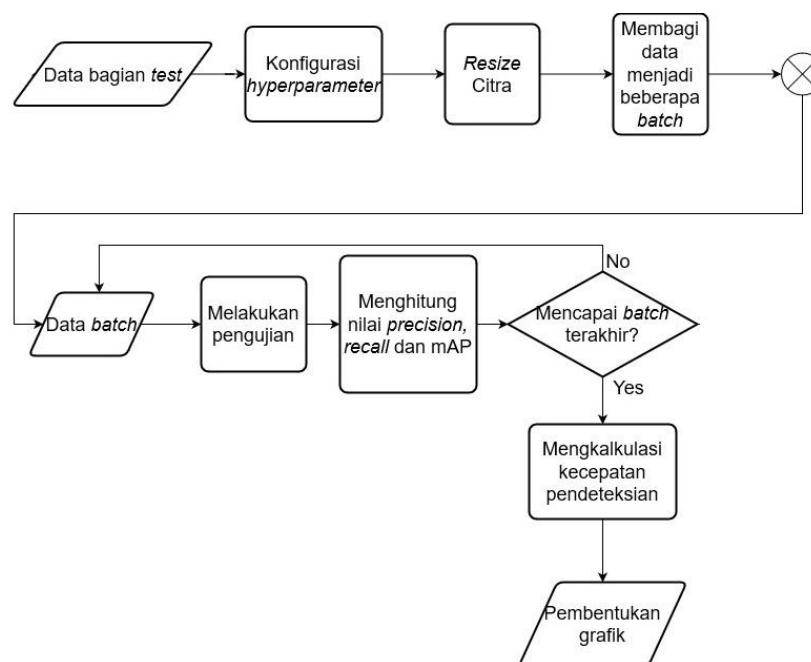 Data bagian test
Konfigurasi
hyperparameter
Resize
Citra
Membagi
data
menjadi
beberapa
batch
No
Data batch
Melakukan
pengujian
Menghitung
nilai precision,
recall dan mAP
Mencapai batch
terakhir?
Yes
Mengkalkulasi
kecepatan
pendeteksian
Pembentukan
grafik